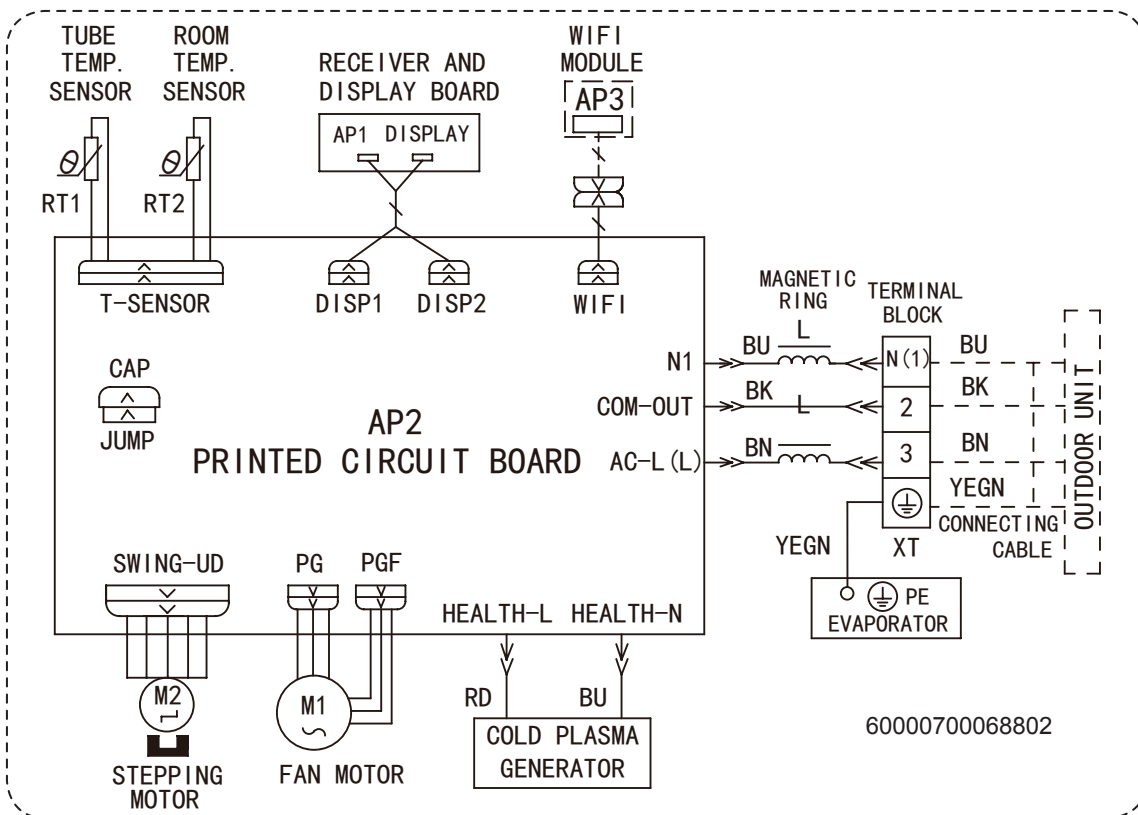 TUBE
TEMP.
SENSOR
ROOM
TEMP.
SENSOR
RECEIVER AND
DISPLAY BOARD
WIFI
MODULE
AP3
AP1 DISPLAY
θ
RT1
θ
RT2
T-SENSOR
DISP1
DISP2
WIFI
MAGNETIC
RING
TERMINAL
BLOCK
CAP
JUMP
AP2
PRINTED CIRCUIT BOARD
N1
BU
L
N(1)
BU
COM-OUT
BK
L
2
BK
AC-L(L)
BN
3
BN
YEGN
YEGN
XT
CONNECTING
CABLE
OUTDOOR UNIT
PE
EVAPORATOR
SWING-UD
PG
PGF
HEALTH-L
HEALTH-N
M2
M1
RD
BU
STEPPING
MOTOR
FAN MOTOR
COLD PLASMA
GENERATOR
60000700068802